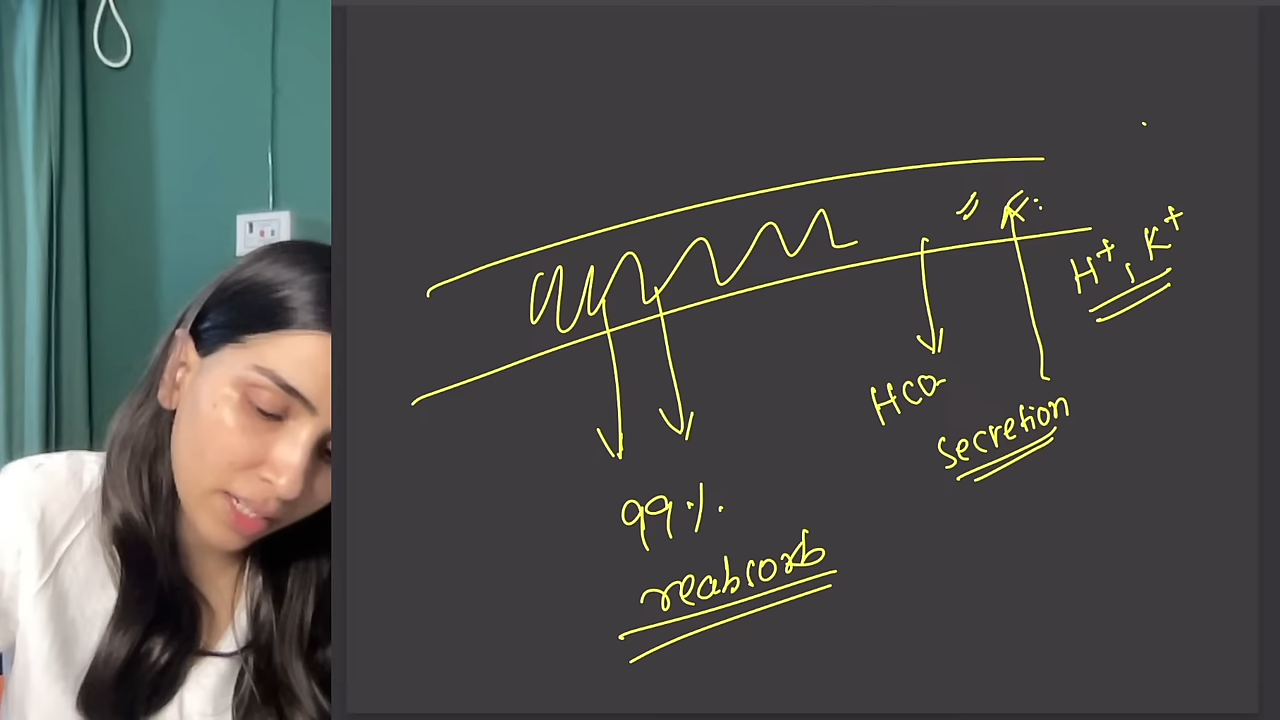 H⁺, K⁺
HCO
secretion
99%
reabsorb